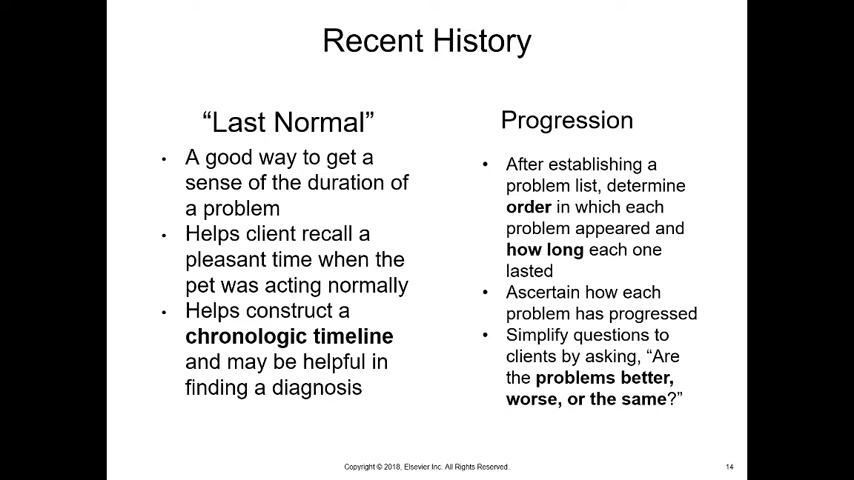 Recent History
“Last Normal”
• A good way to get a
sense of the duration of
a problem
• Helps client recall a
pleasant time when the
pet was acting normally
• Helps construct a
chronologic timeline
and may be helpful in
finding a diagnosis
Progression
• After establishing a
problem list, determine
order in which each
problem appeared and
how long each one
lasted
• Ascertain how each
problem has progressed
• Simplify questions to
clients by asking, “Are
the problems better,
worse, or the same?”
Copyright © 2018, Elsevier Inc. All Rights Reserved.
14